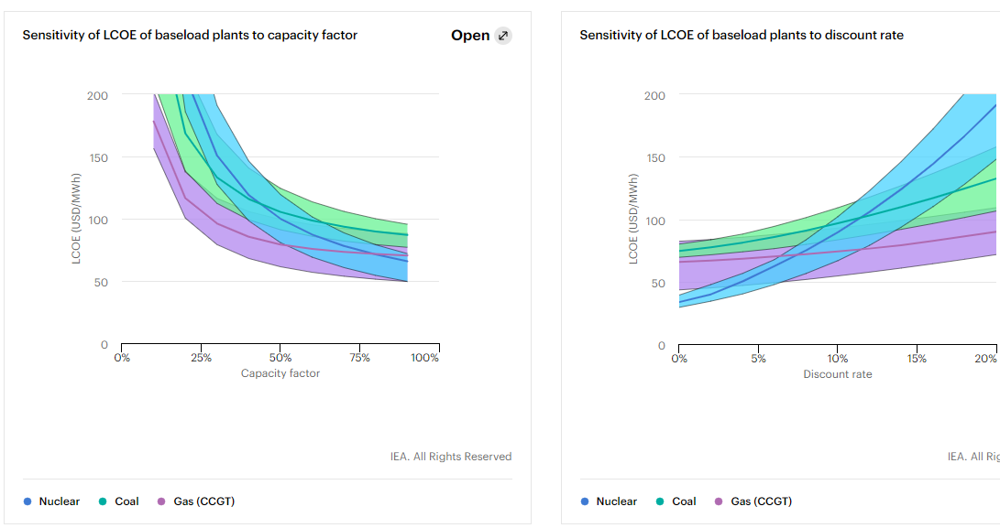 Sensitivity of LCOE of baseload plants to capacity factor
Open
LCOE (USD/MWh)
200
150
100
50
0
0%
25%
50%
75%
100%
Capacity factor
IEA. All Rights Reserved
Nuclear
Coal
Gas (CCGT)
Sensitivity of LCOE of baseload plants to discount rate
LCOE (USD/MWh)
200
150
100
50
0
0%
5%
10%
15%
20%
Discount rate
IEA. All Rig
Nuclear
Coal
Gas (CCGT)